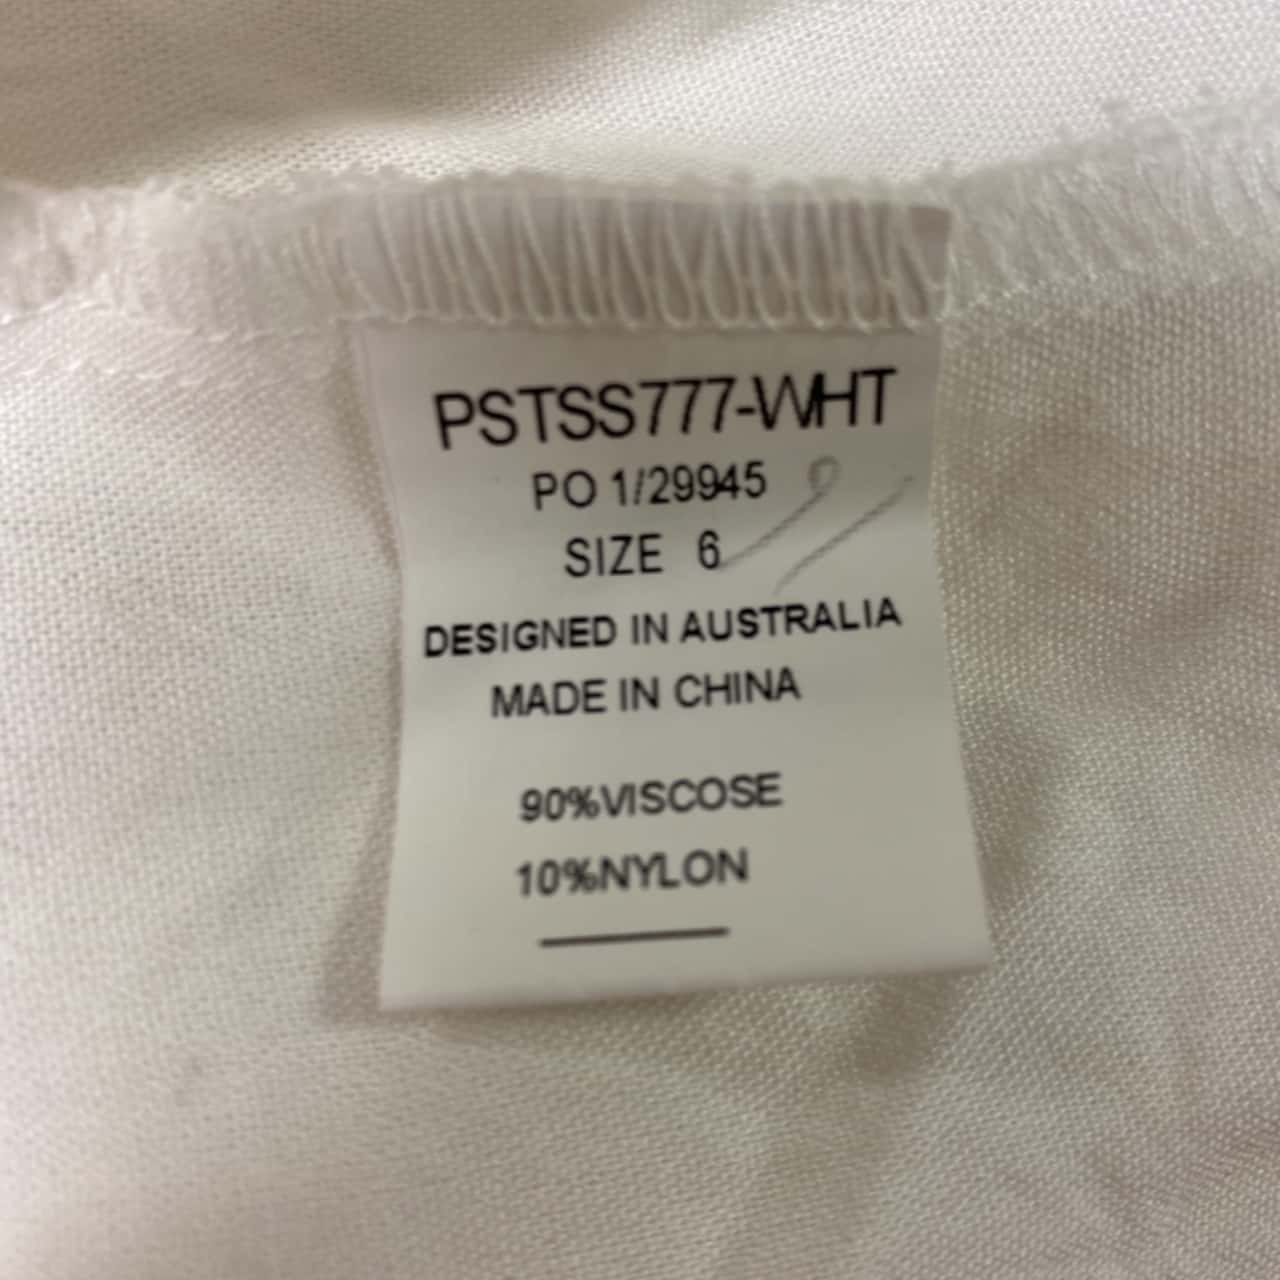 PSTSS777-WHT
PO 1/29945
SIZE 6
DESIGNED IN AUSTRALIA
MADE IN CHINA
90%VISCOSE
10%NYLON